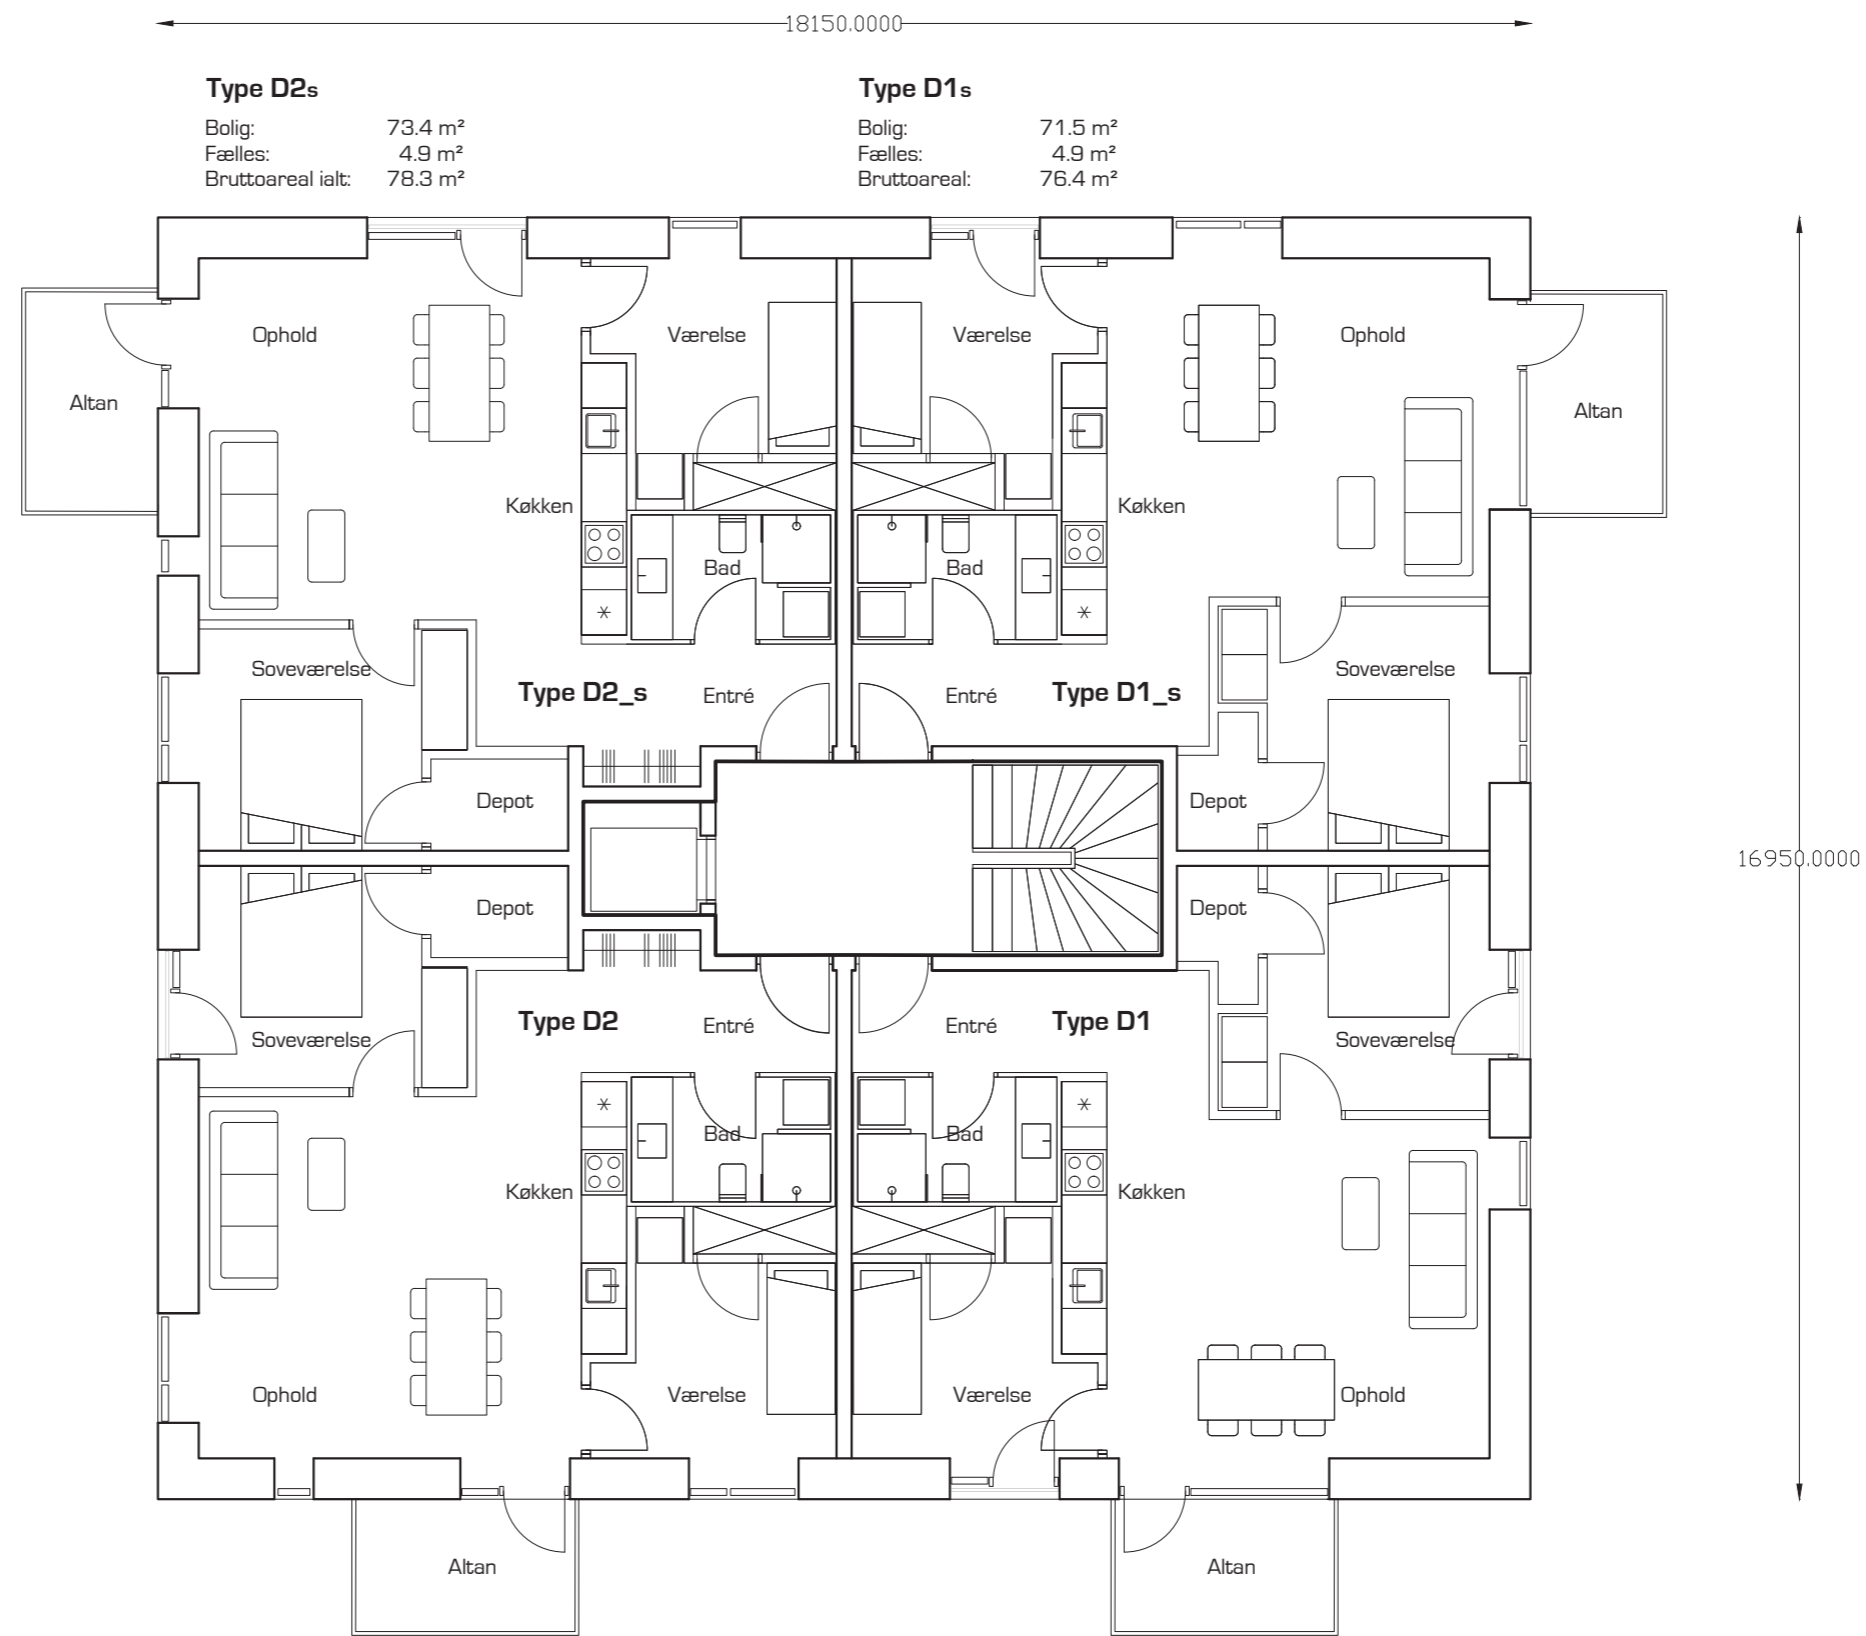 18150.0000
Type D2s
Bolig: 73.4 m²
Fælles: 4.9 m²
Bruttoareal ialt: 78.3 m²
Type D1s
Bolig: 71.5 m²
Fælles: 4.9 m²
Bruttoareal: 76.4 m²
Ophold Værelse Værelse Ophold
Altan Altan
Køkken Køkken
Bad Bad
Soveværelse Soveværelse
Type D2_s Entré Entré Type D1_s
Depot Depot
16950.0000
Depot Depot
Type D2 Entré Entré Type D1
Soveværelse Soveværelse
Bad Bad
Køkken Køkken
Ophold Værelse Værelse Ophold
Altan Altan